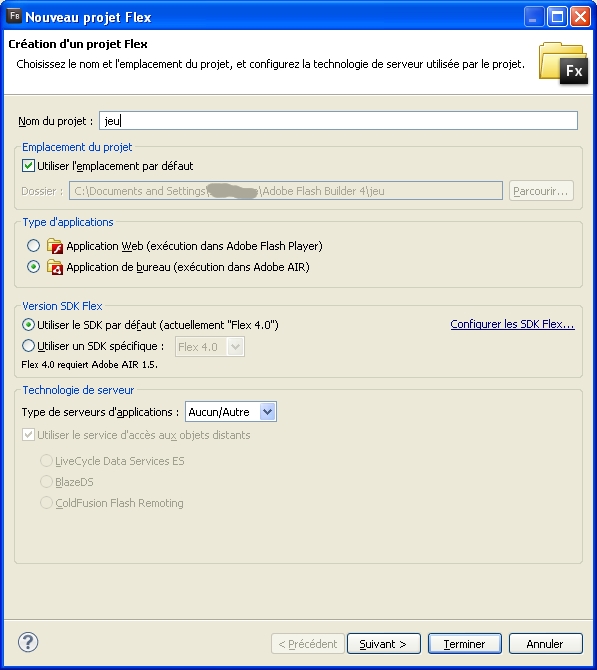 Fb Nouveau projet Flex
Création d'un projet Flex
Choisissez le nom et l'emplacement du projet, et configurez la technologie de serveur utilisée par le projet.
Fx
Nom du projet : jeu
Emplacement du projet
Utiliser l'emplacement par défaut
Dossier : C:\Documents and Settings\ \Adobe Flash Builder 4\jeu Parcourir...
Type d'applications
Application Web (exécution dans Adobe Flash Player)
Application de bureau (exécution dans Adobe AIR)
Version SDK Flex
Utiliser le SDK par défaut (actuellement "Flex 4.0") Configurer les SDK Flex...
Utiliser un SDK spécifique : Flex 4.0
Flex 4.0 requiert Adobe AIR 1.5.
Technologie de serveur
Type de serveurs d'applications : Aucun/Autre
Utiliser le service d'accès aux objets distants
LiveCycle Data Services ES
BlazeDS
ColdFusion Flash Remoting
? < Précédent Suivant > Terminer Annuler